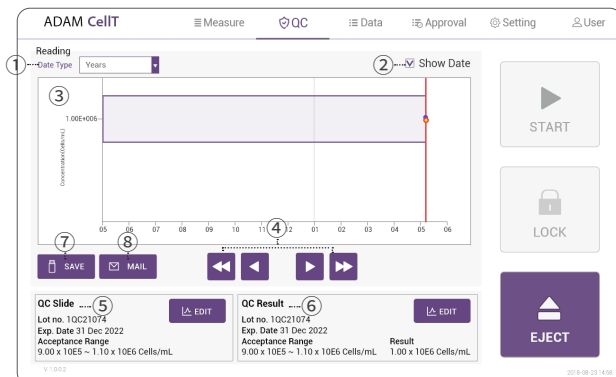 ADAM CellT Measure QC Data Approval Setting User
Reading
① Date Type Years ② Show Date
③
1.00E+006
Concentration(Cells/mL)
05 06 07 08 09 10 11 12 01 02 03 04 05 06
④
⑦ ⑧
SAVE MAIL
START
LOCK
EJECT
QC Slide ⑤ EDIT
Lot no. 1QC21074
Exp. Date 31 Dec 2022
Acceptance Range
9.00 x 10E5 ~ 1.10 x 10E6 Cells/mL
QC Result ⑥ EDIT
Lot no. 1QC21074
Exp. Date 31 Dec 2022
Acceptance Range Result
9.00 x 10E5 ~ 1.10 x 10E6 Cells/mL 1.00 x 10E6 Cells/mL
V 1.0.0.2 2018-08-23 14:58